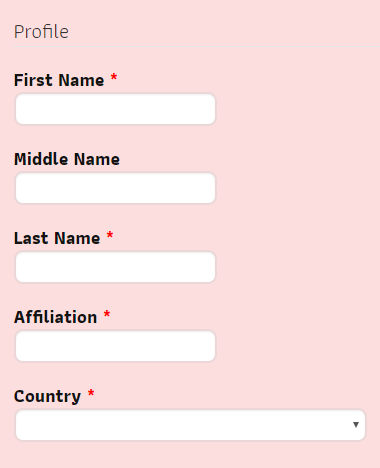 Profile
First Name *
Middle Name
Last Name *
Affiliation *
Country *